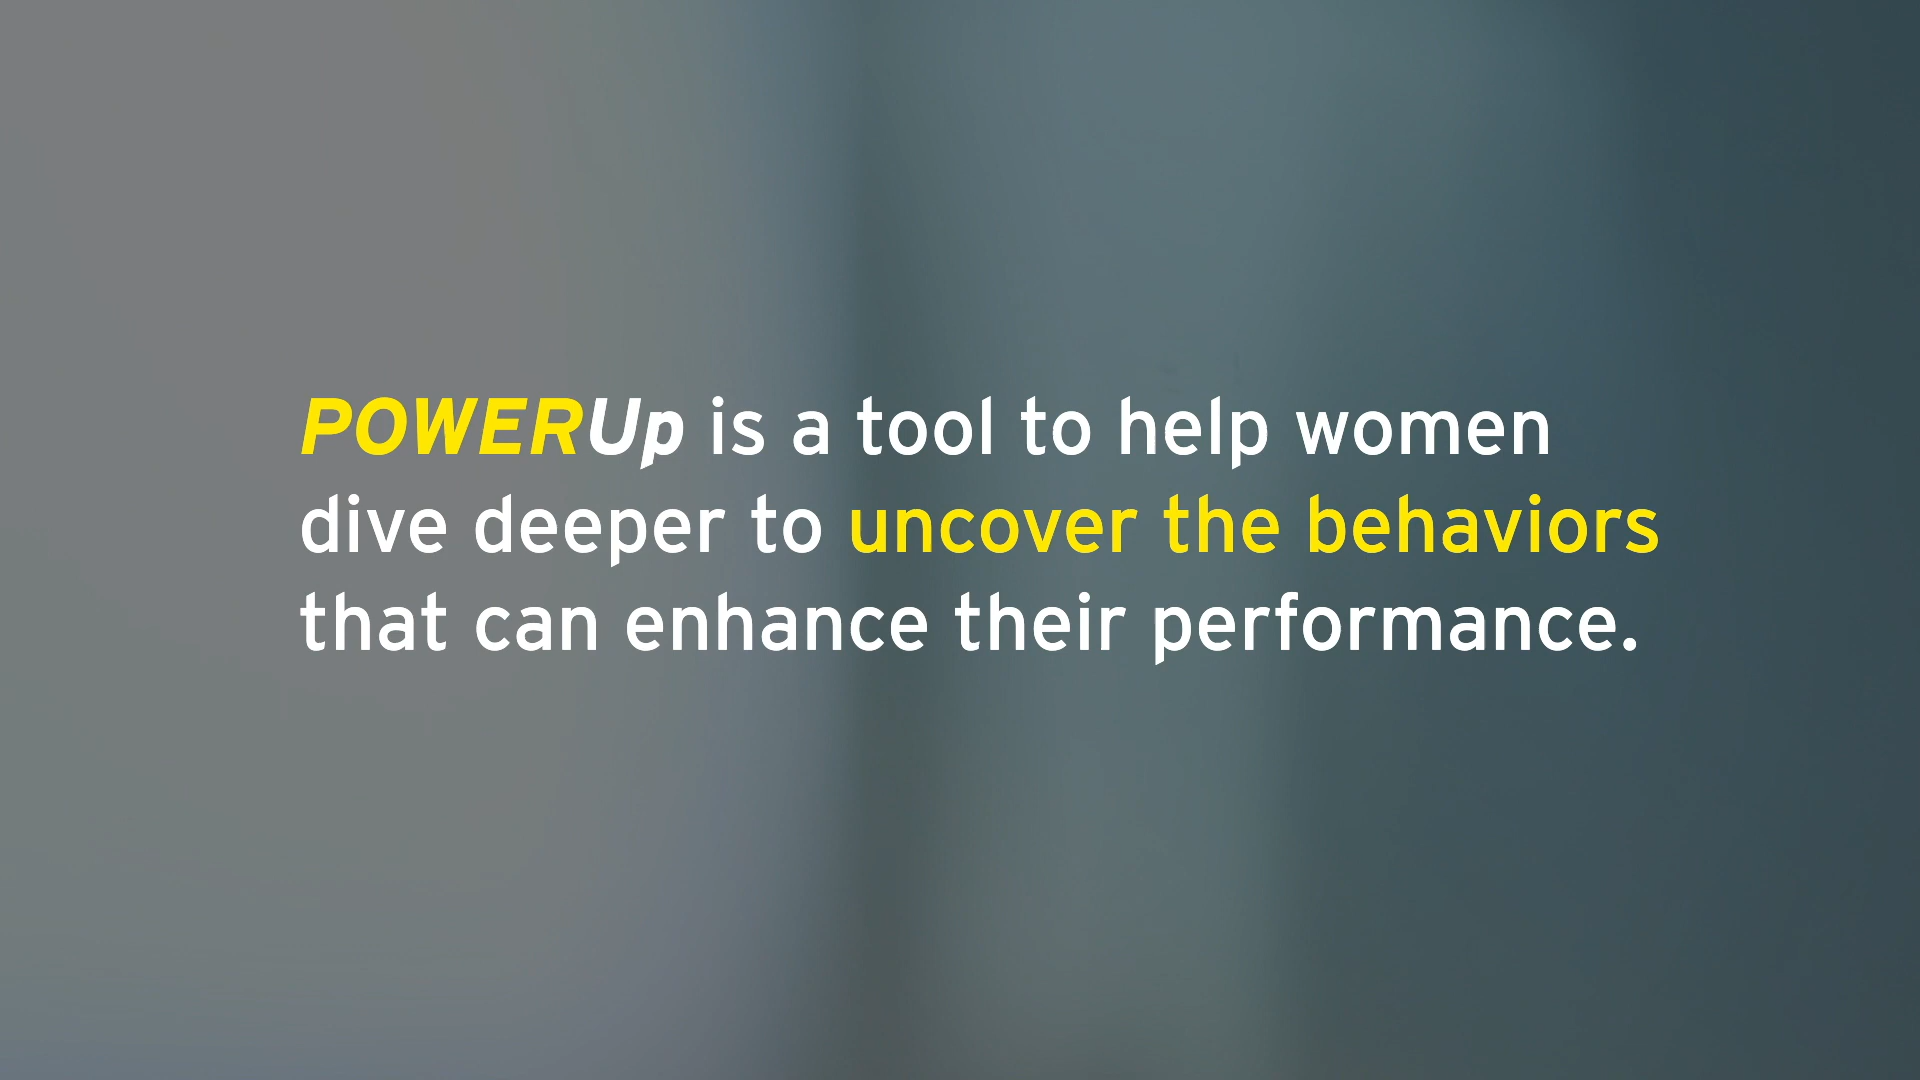 POWERUp is a tool to help women
dive deeper to uncover the behaviors
that can enhance their performance.